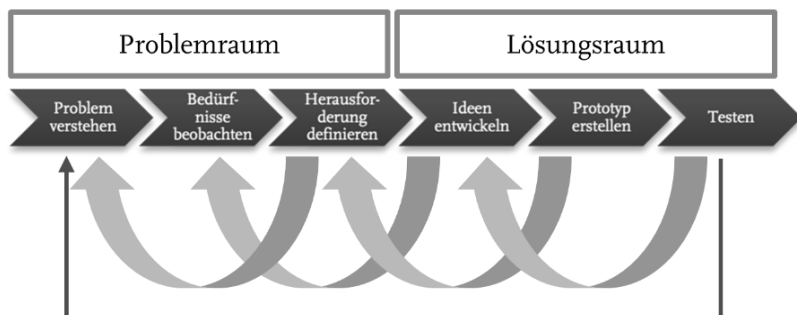 Problemraum
Lösungsraum
Problem
verstehen
Bedürf-
nisse
beobachten
Herausfor-
derung
definieren
Ideen
entwickeln
Prototyp
erstellen
Testen